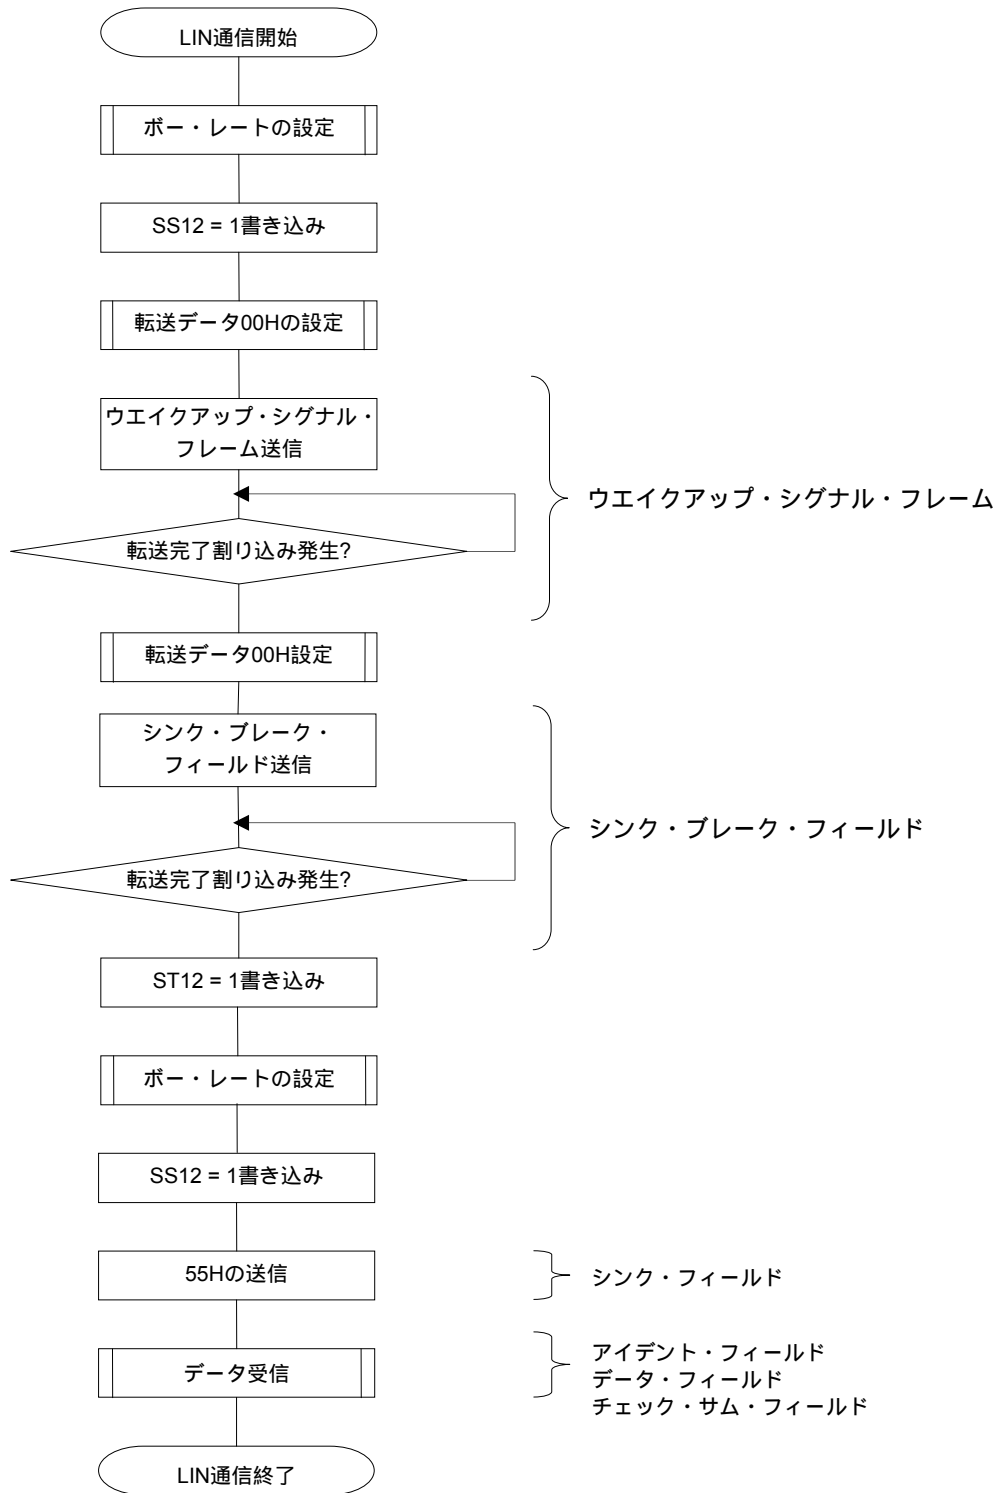 LIN通信開始
ボー・レートの設定
SS12 = 1書き込み
転送データ00Hの設定
ウエイクアップ・シグナル・
フレーム送信
ウエイクアップ・シグナル・フレーム
転送完了割り込み発生?
転送データ00H設定
シンク・ブレーク・
フィールド送信
シンク・ブレーク・フィールド
転送完了割り込み発生?
ST12 = 1書き込み
ボー・レートの設定
SS12 = 1書き込み
55Hの送信
シンク・フィールド
データ受信
アイデント・フィールド
データ・フィールド
チェック・サム・フィールド
LIN通信終了